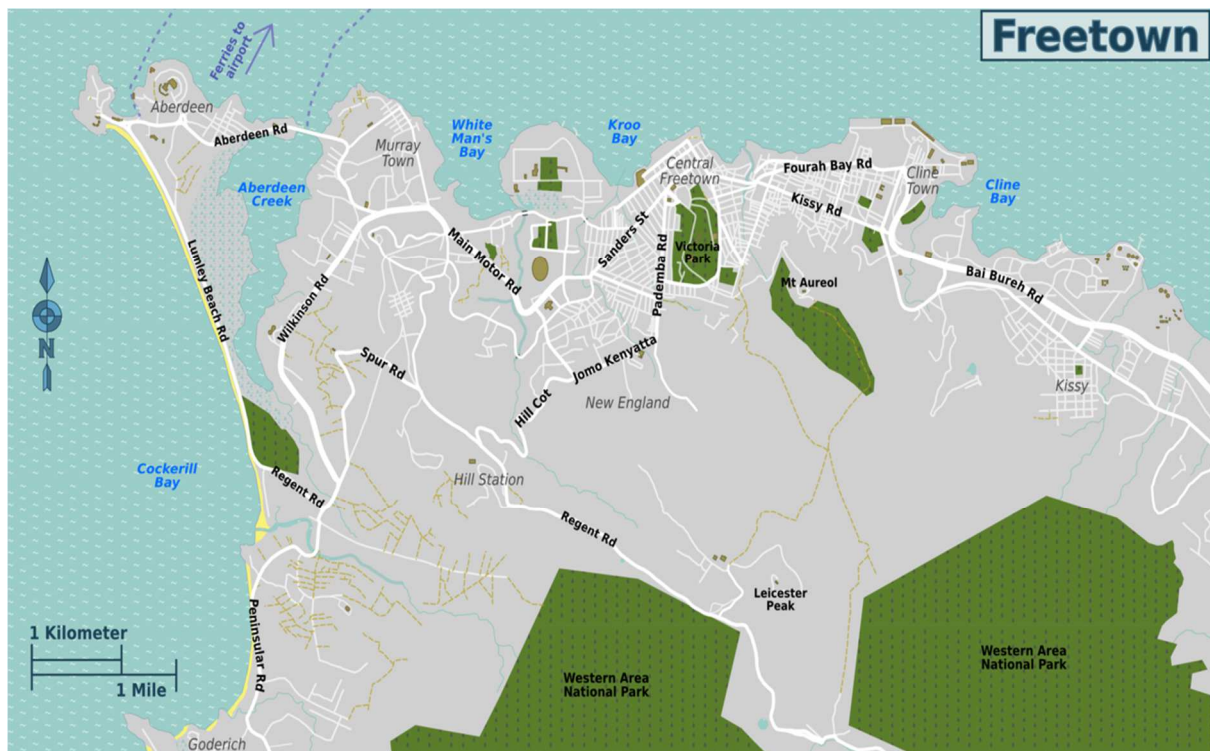 Freetown
Ferries to
airport
Aberdeen
Aberdeen Rd
Murray
Town
White
Man's
Bay
Kroo
Bay
Central
Freetown
Fourah Bay Rd
Cline
Town
Cline
Bay
Kissy Rd
Aberdeen
Creek
Sanders St
Main Motor Rd
Victoria
Park
Pademba Rd
Lumley Beach Rd
Wilkinson Rd
Mt Aureol
Bai Bureh Rd
N
Spur Rd
Jomo Kenyatta
Kissy
Hill Cot
New England
Cockerill
Bay
Regent Rd
Hill Station
Regent Rd
Leicester
Peak
Peninsular Rd
1 Kilometer
1 Mile
Western Area
National Park
Western Area
National Park
Goderich